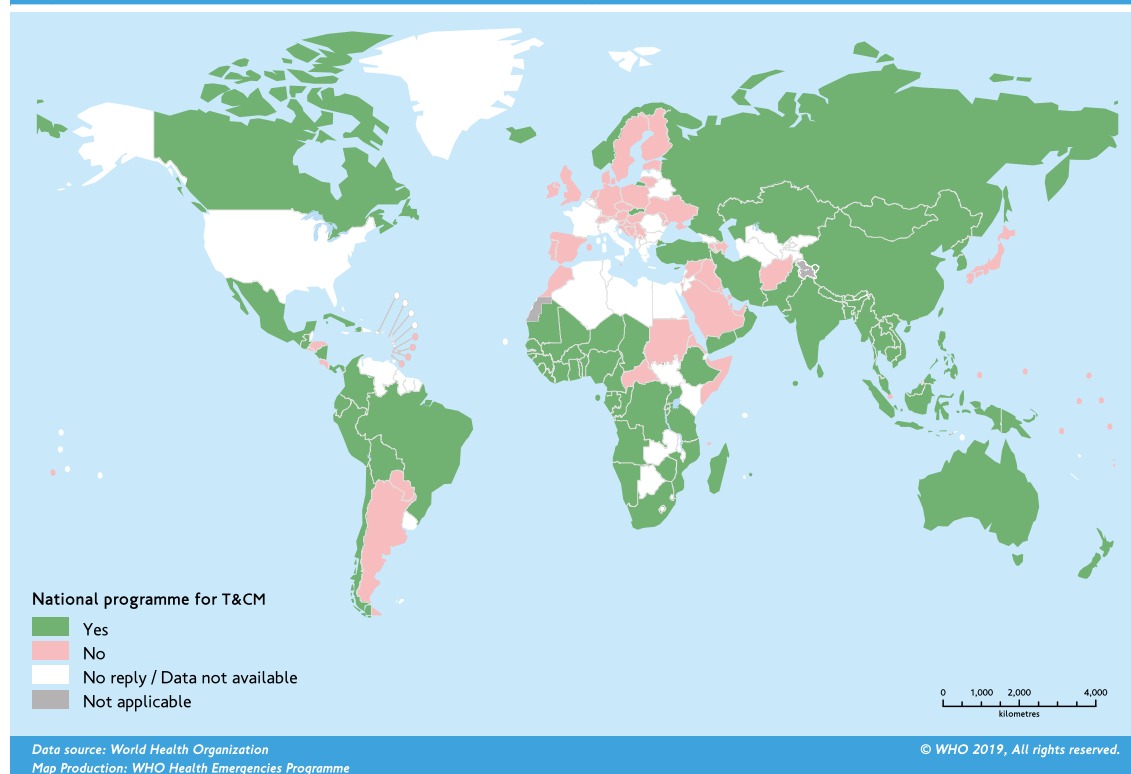 National programme for T&CM
Yes
No
No reply / Data not available
Not applicable
0 1,000 2,000 4,000
kilometres
Data source: World Health Organization
© WHO 2019, All rights reserved.
Map Production: WHO Health Emergencies Programme